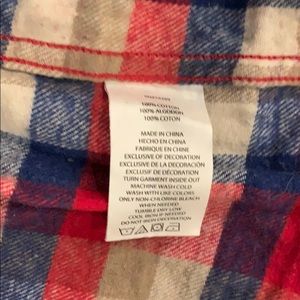 100% COTTON
100% ALGODON
100% COTON
MADE IN CHINA
HECHO EN CHINA
FABRIQUE EN CHINE
EXCLUSIVE OF DECORATION
EXCLUSIVA DE LA DECORACIÓN
EXCLUSIF DE DÉCORATION
TURN GARMENT INSIDE OUT
MACHINE WASH COLD
WASH WITH LIKE COLORS
ONLY NON-CHLORINE BLEACH
WHEN NEEDED
TUMBLE DRY LOW
COOL IRON IF NEEDED
DO NOT IRON DECORATION